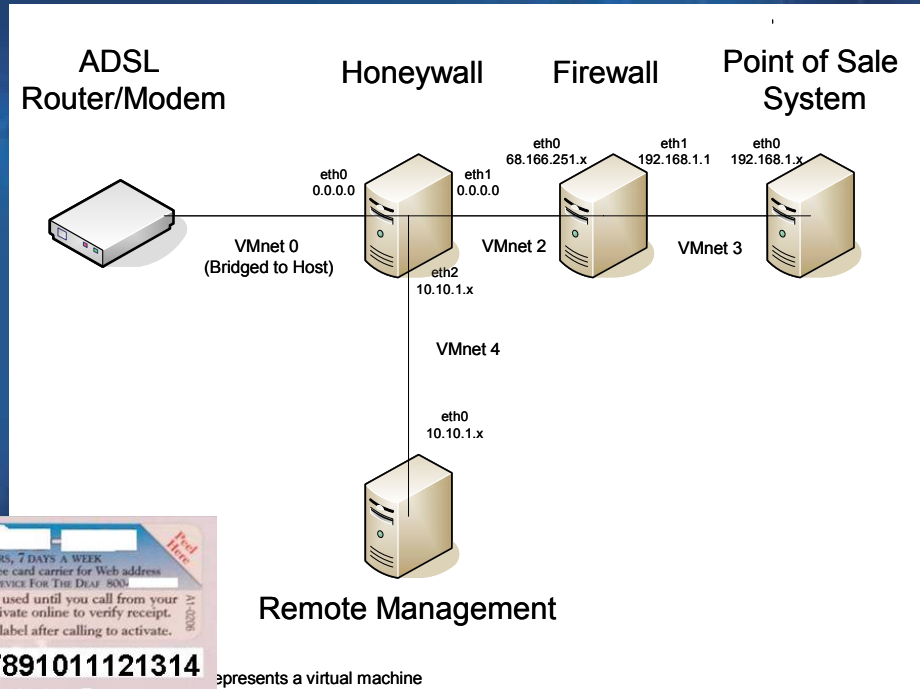 ADSL
Router/Modem
Honeywall
Firewall
Point of Sale
System
eth0
0.0.0.0
eth1
0.0.0.0
eth0
68.166.251.x
eth1
192.168.1.1
eth0
192.168.1.x
VMnet 0
(Bridged to Host)
VMnet 2
VMnet 3
eth2
10.10.1.x
VMnet 4
eth0
10.10.1.x
Remote Management
Peel
Here
RS, 7 DAYS A WEEK
card carrier for Web address
FOR THE DEAF 800-
used until you call from your
online to verify receipt.
label after calling to activate.
A1-0206
7891011121314
epresents a virtual machine